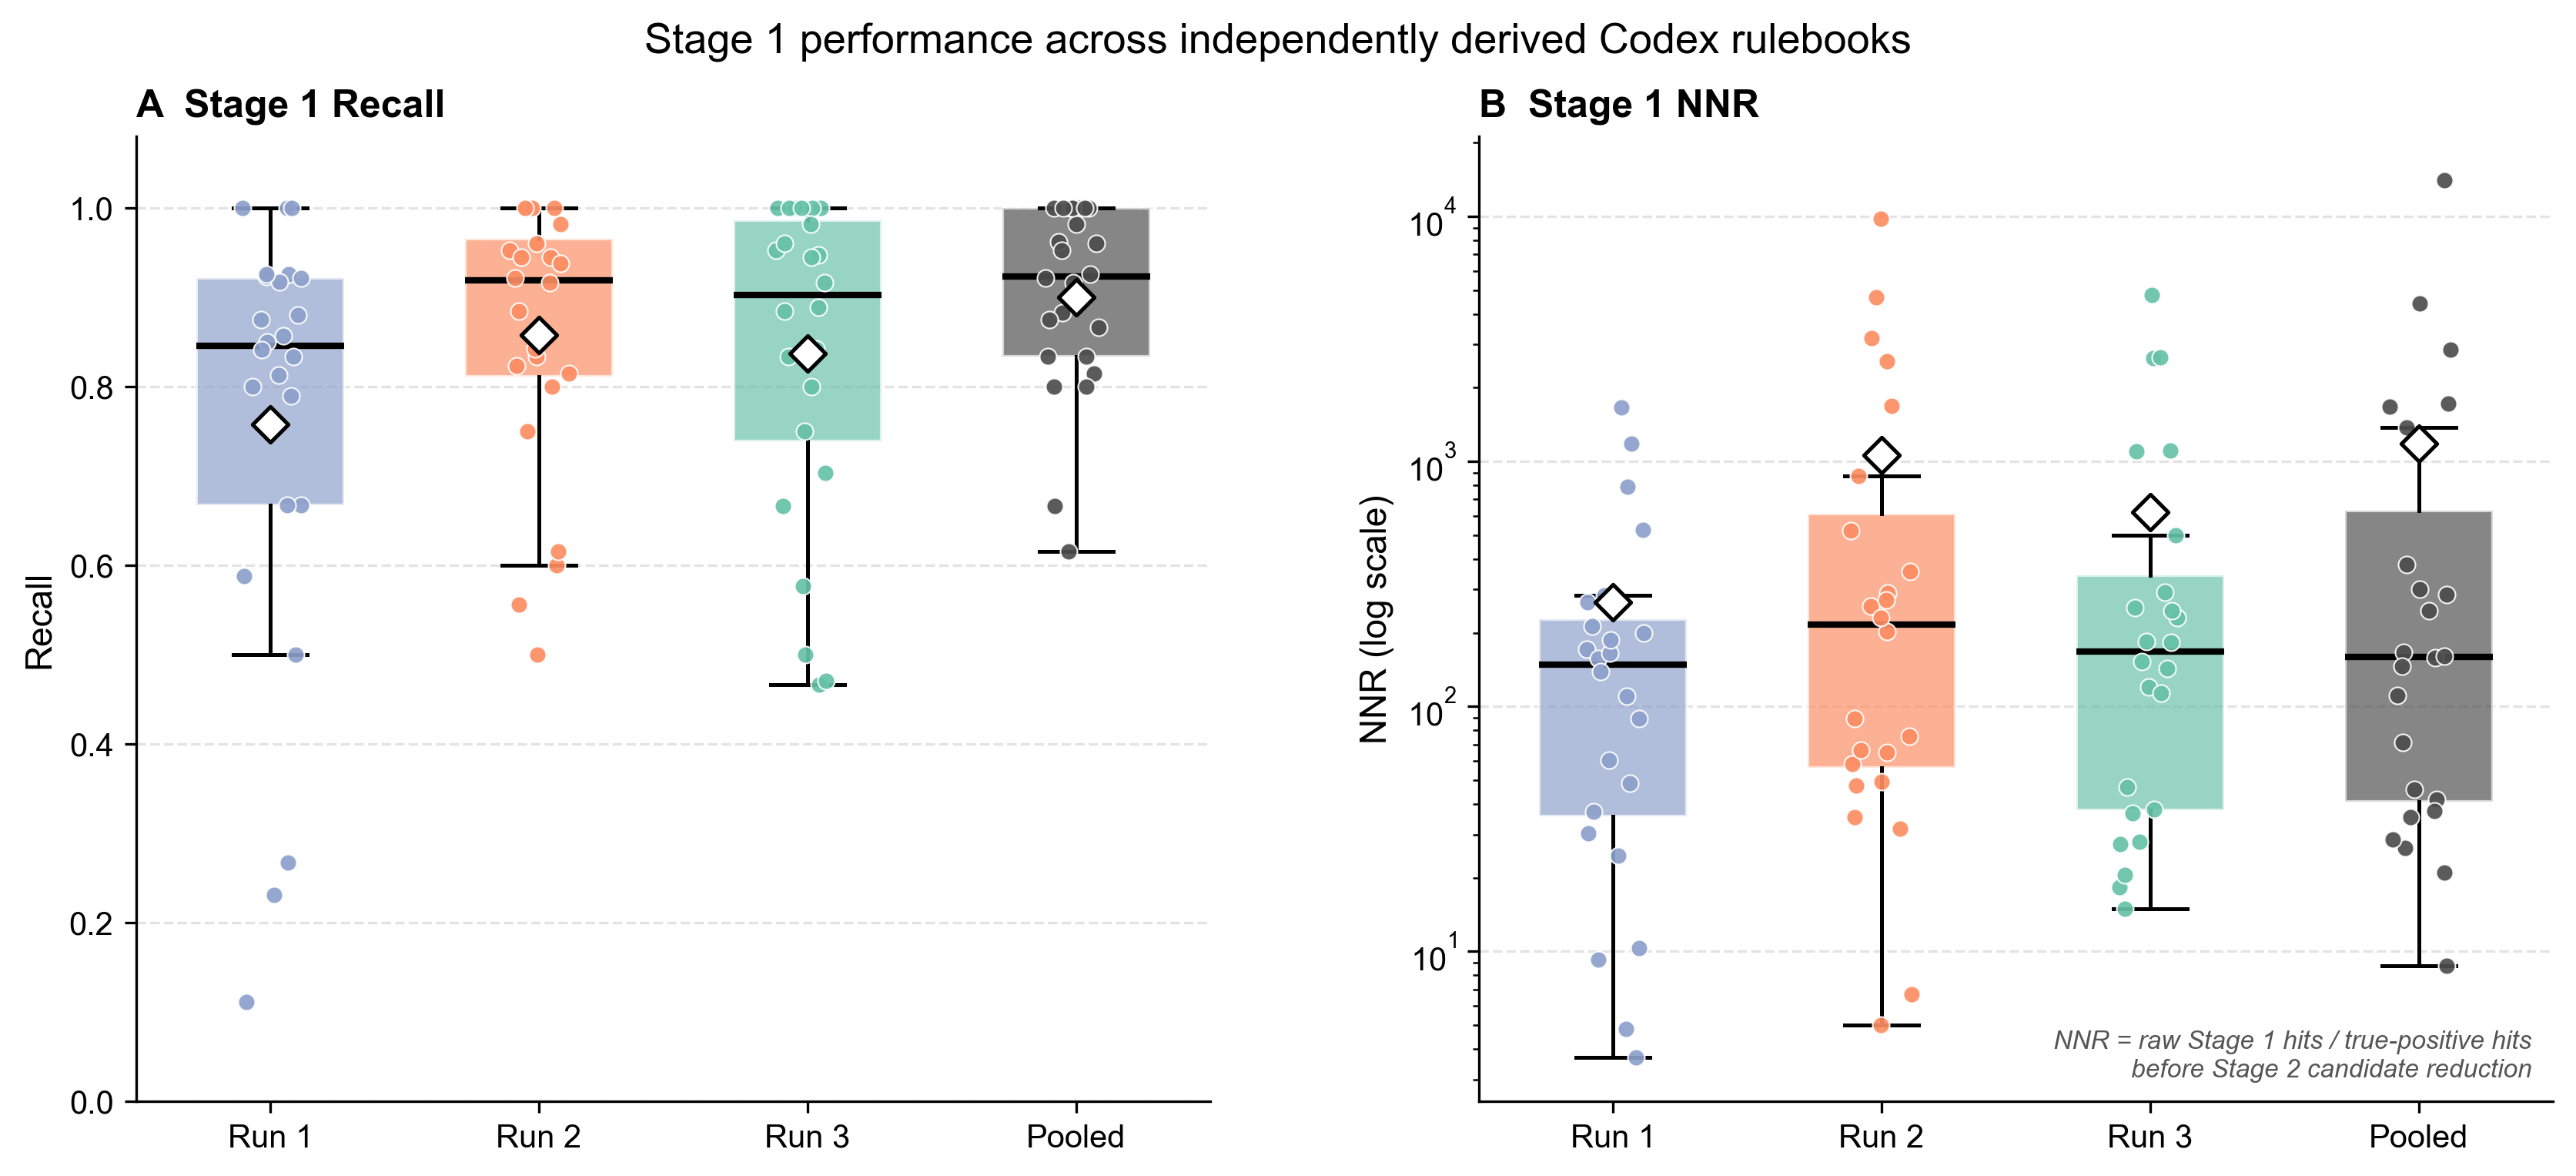 Stage 1 performance across independently derived Codex rulebooks
A Stage 1 Recall
Recall
1.0
0.8
0.6
0.4
0.2
0.0
Run 1
Run 2
Run 3
Pooled
B Stage 1 NNR
NNR (log scale)
10^4
10^3
10^2
10^1
NNR = raw Stage 1 hits / true-positive hits
before Stage 2 candidate reduction
Run 1
Run 2
Run 3
Pooled